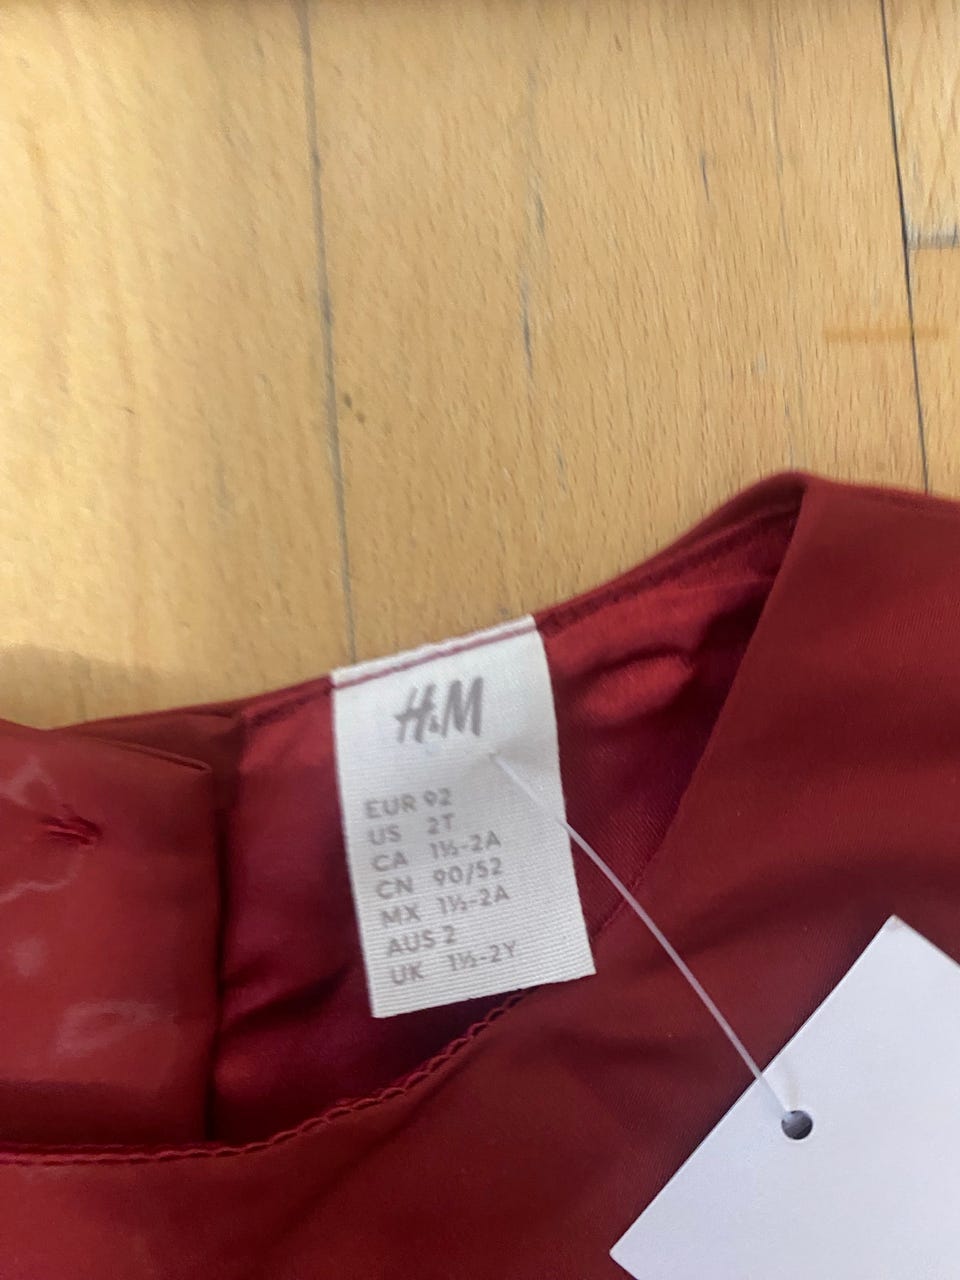 H&M
EUR 92
US 2T
CA 1½-2A
CN 90/52
MX 1½-2A
AUS 2
UK 1½-2Y